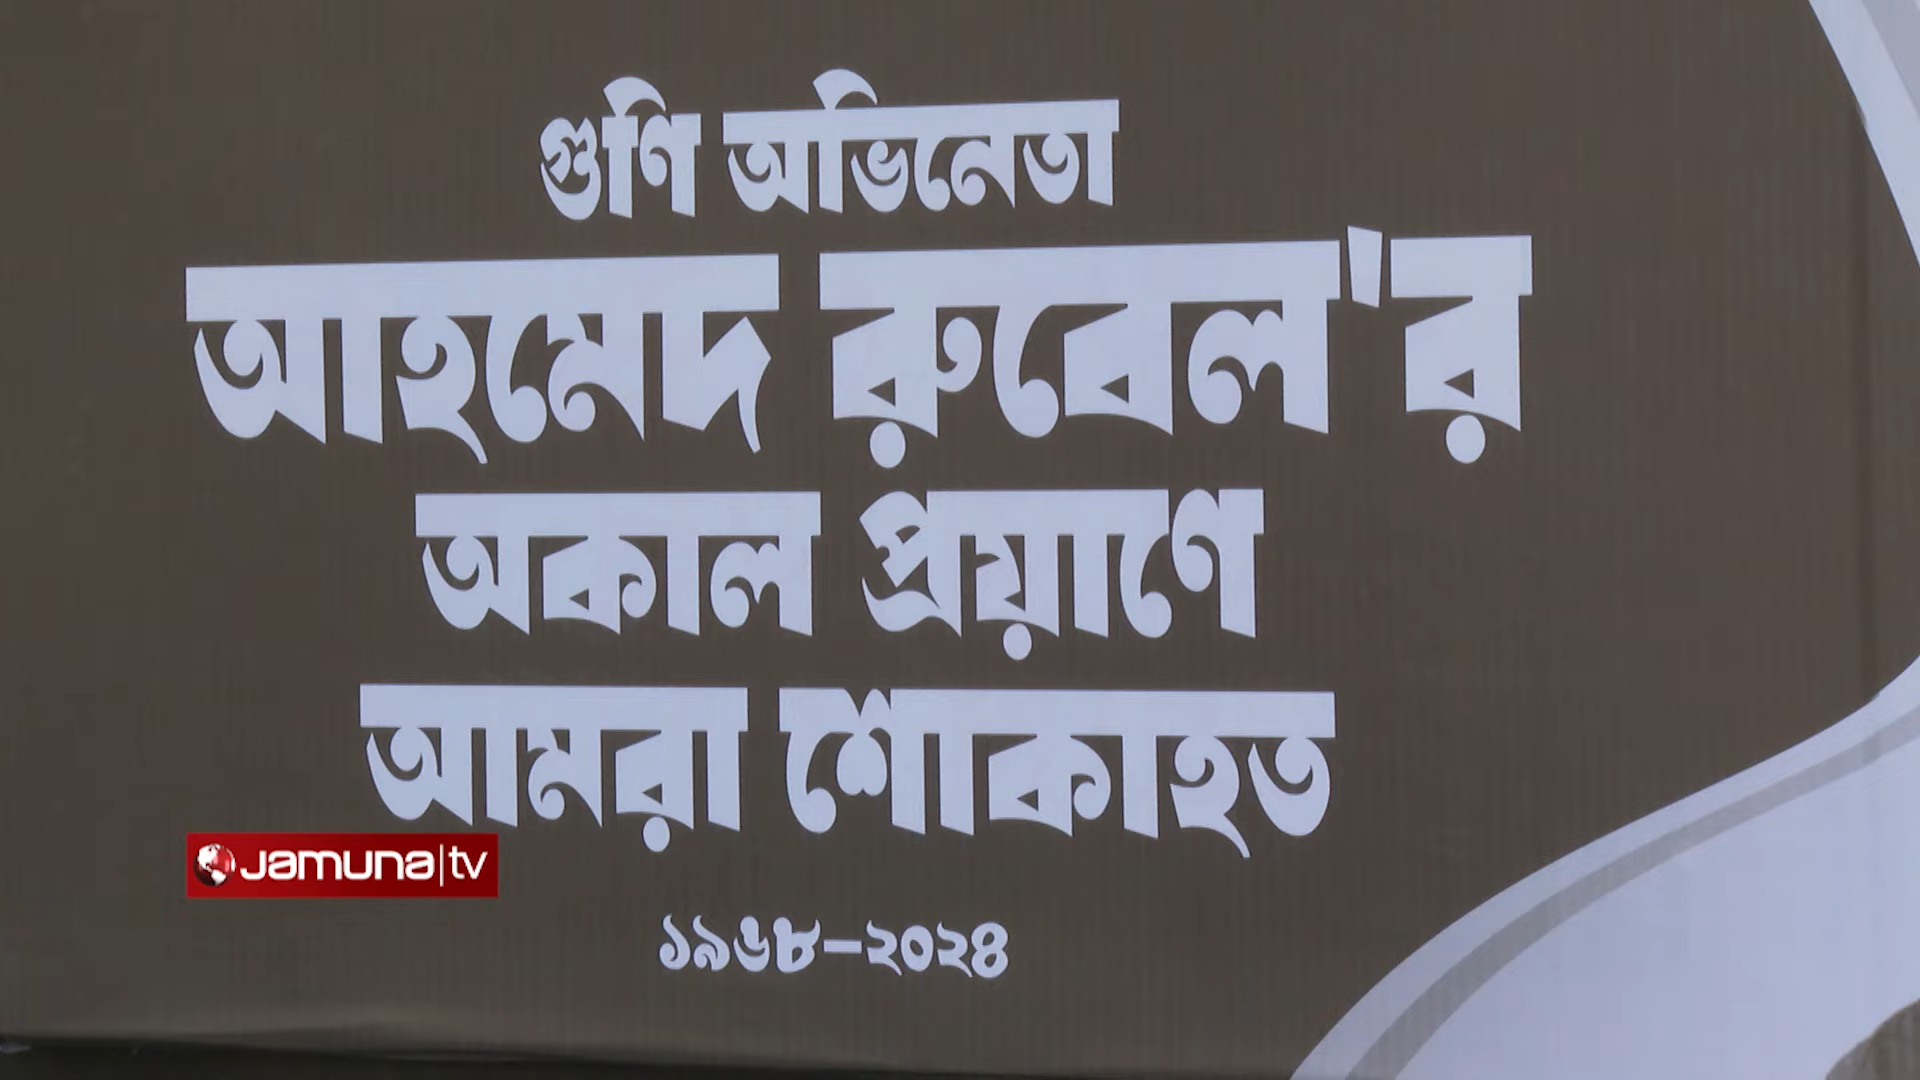 গুণি অভিনেতা
আহমেদ রুবেল'র
অকাল প্রয়াণে
আমরা শোকাহত
Jamuna|tv
১৯৬৮-২০২৪